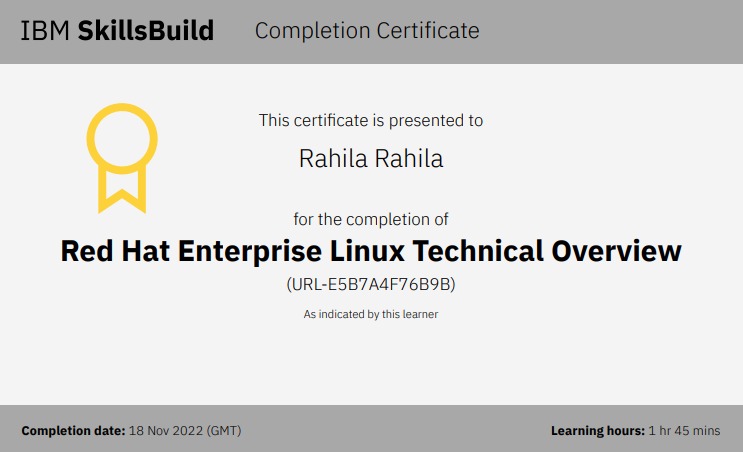 IBM SkillsBuild Completion Certificate
This certificate is presented to
Rahila Rahila
for the completion of
Red Hat Enterprise Linux Technical Overview
(URL-E5B7A4F76B9B)
As indicated by this learner
Completion date: 18 Nov 2022 (GMT) Learning hours: 1 hr 45 mins